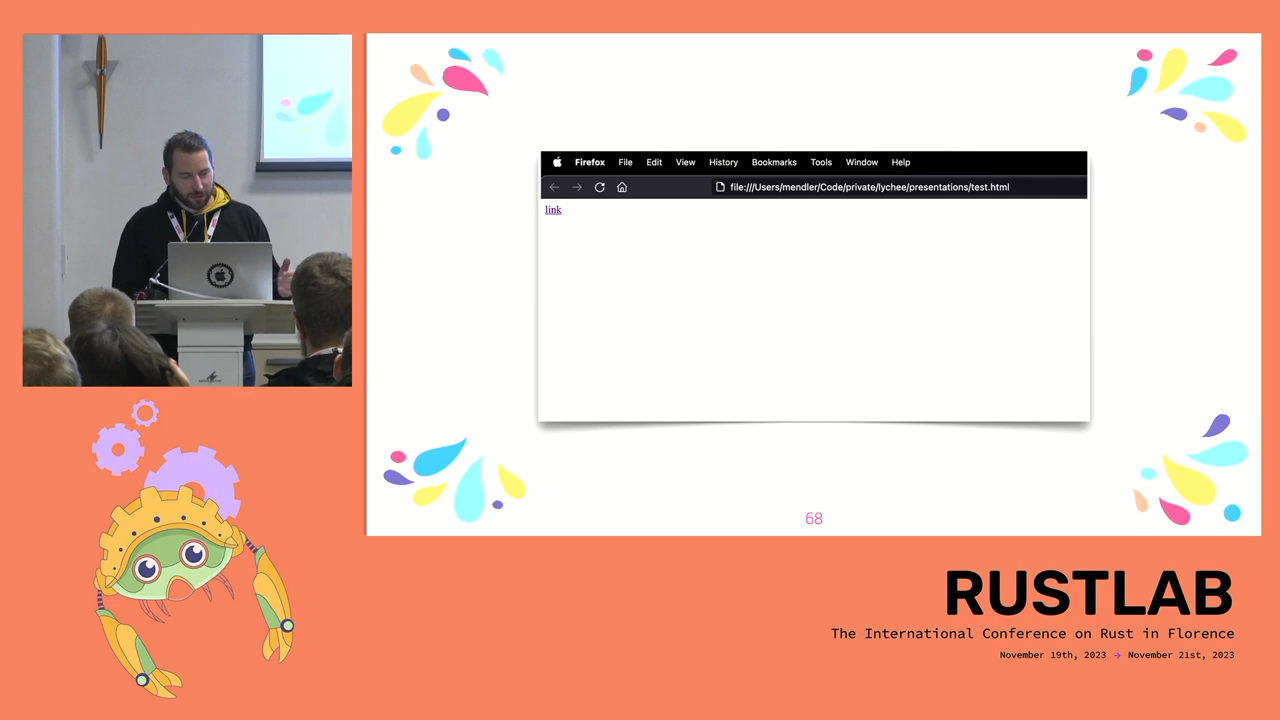 Firefox File Edit View History Bookmarks Tools Window Help
file:///Users/mendler/Code/private/lychee/presentations/test.html
link
68
RUSTLAB
The International Conference on Rust in Florence
November 19th, 2023 → November 21st, 2023